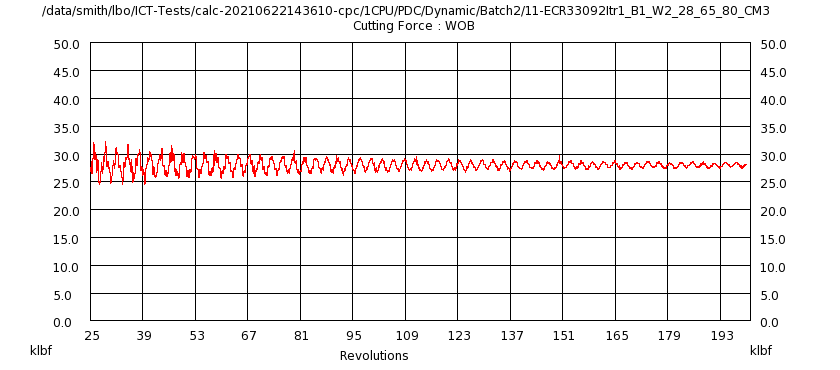 /data/smith/lbo/ICT-Tests/calc-20210622143610-cpc/1CPU/PDC/Dynamic/Batch2/11-ECR33092ltr1_B1_W2_28_65_80_CM3
Cutting Force : WOB
50.0 50.0
45.0 45.0
40.0 40.0
35.0 35.0
30.0 30.0
25.0 25.0
20.0 20.0
15.0 15.0
10.0 10.0
5.0 5.0
0.0 0.0
25 39 53 67 81 95 109 123 137 151 165 179 193
klbf klbf
Revolutions